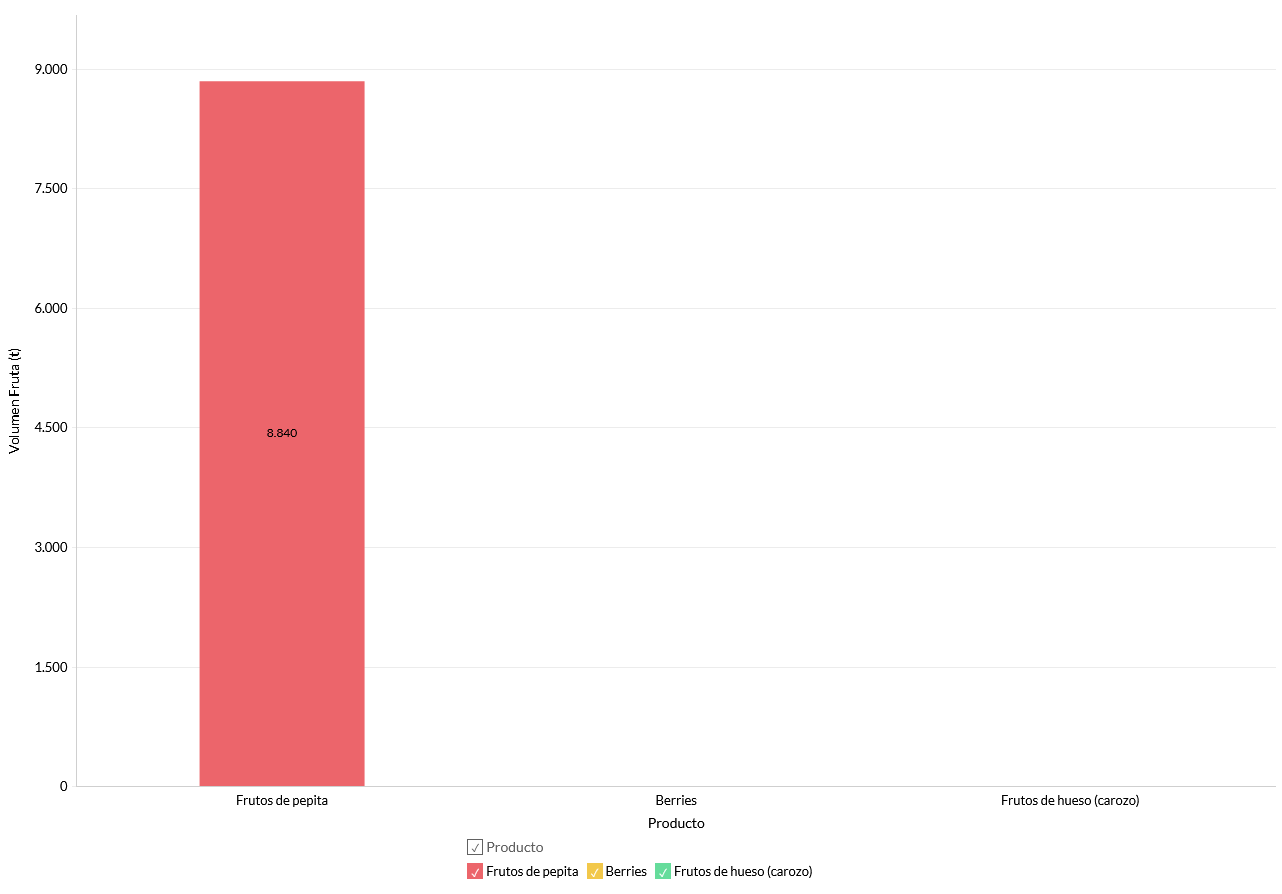 Volumen Fruta (t)
9.000
7.500
6.000
4.500
3.000
1.500
0
8.840
Frutos de pepita
Berries
Frutos de hueso (carozo)
Producto
Producto
Frutos de pepita Berries Frutos de hueso (carozo)